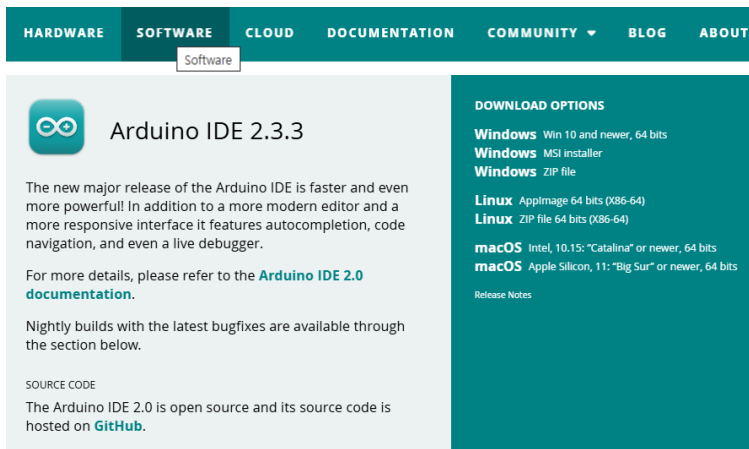 HARDWARE SOFTWARE CLOUD DOCUMENTATION COMMUNITY BLOG ABOUT
Software
Arduino IDE 2.3.3
The new major release of the Arduino IDE is faster and even
more powerful! In addition to a more modern editor and a
more responsive interface it features autocompletion, code
navigation, and even a live debugger.
For more details, please refer to the Arduino IDE 2.0
documentation.
Nightly builds with the latest bugfixes are available through
the section below.
SOURCE CODE
The Arduino IDE 2.0 is open source and its source code is
hosted on GitHub.
DOWNLOAD OPTIONS
Windows Win 10 and newer, 64 bits
Windows MSI installer
Windows ZIP file
Linux AppImage 64 bits (X86-64)
Linux ZIP file 64 bits (X86-64)
macOS Intel, 10.15: “Catalina” or newer, 64 bits
macOS Apple Silicon, 11: “Big Sur” or newer, 64 bits
Release Notes